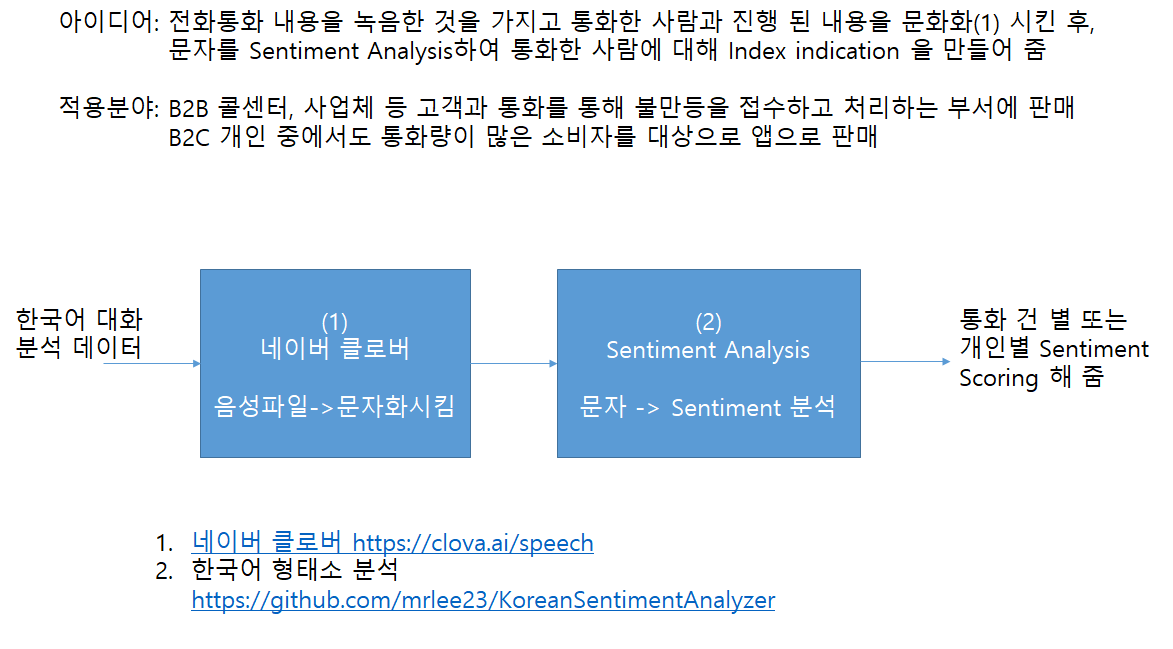 아이디어: 전화통화 내용을 녹음한 것을 가지고 통화한 사람과 진행 된 내용을 문화화(1) 시킨 후,
문자를 Sentiment Analysis하여 통화한 사람에 대해 Index indication 을 만들어 줌
적용분야: B2B 콜센터, 사업체 등 고객과 통화를 통해 불만등을 접수하고 처리하는 부서에 판매
B2C 개인 중에서도 통화량이 많은 소비자를 대상으로 앱으로 판매
한국어 대화
분석 데이터
(1)
네이버 클로버
음성파일->문자화시킴
(2)
Sentiment Analysis
문자 -> Sentiment 분석
통화 건 별 또는
개인별 Sentiment
Scoring 해 줌
1. 네이버 클로버 https://clova.ai/speech
2. 한국어 형태소 분석
https://github.com/mrlee23/KoreanSentimentAnalyzer